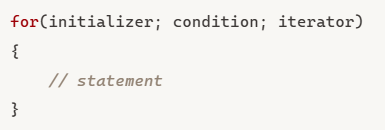 for(initializer; condition; iterator)
{
    // statement
}